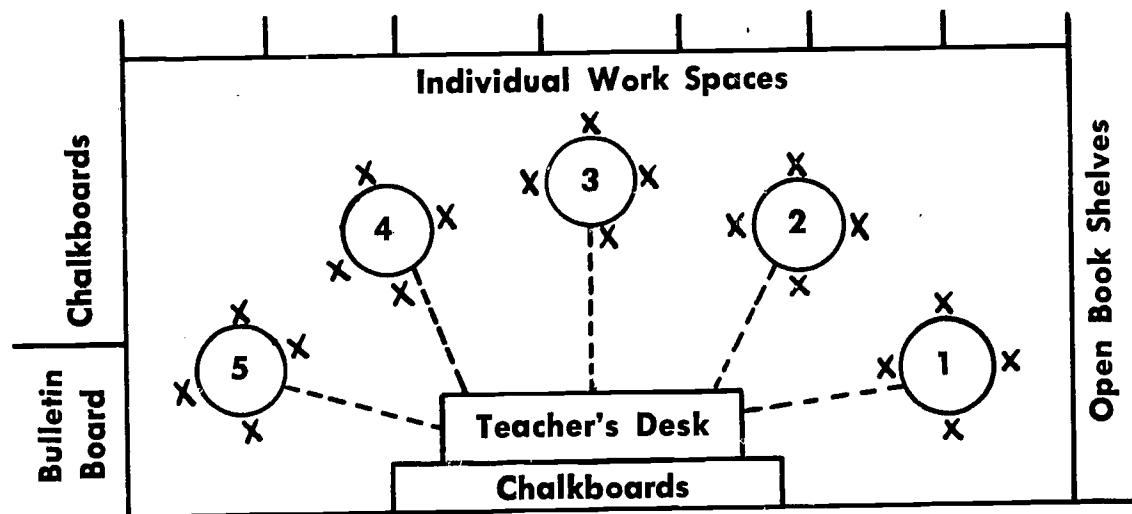 Individual Work Spaces
Chalkboards
Bulletin
Board
Open Book Shelves
X
X
3
X
X
X
4
X
X
X
X
X
2
X
X
X
5
X
X
X
X
X
1
X
X
Teacher's Desk
Chalkboards